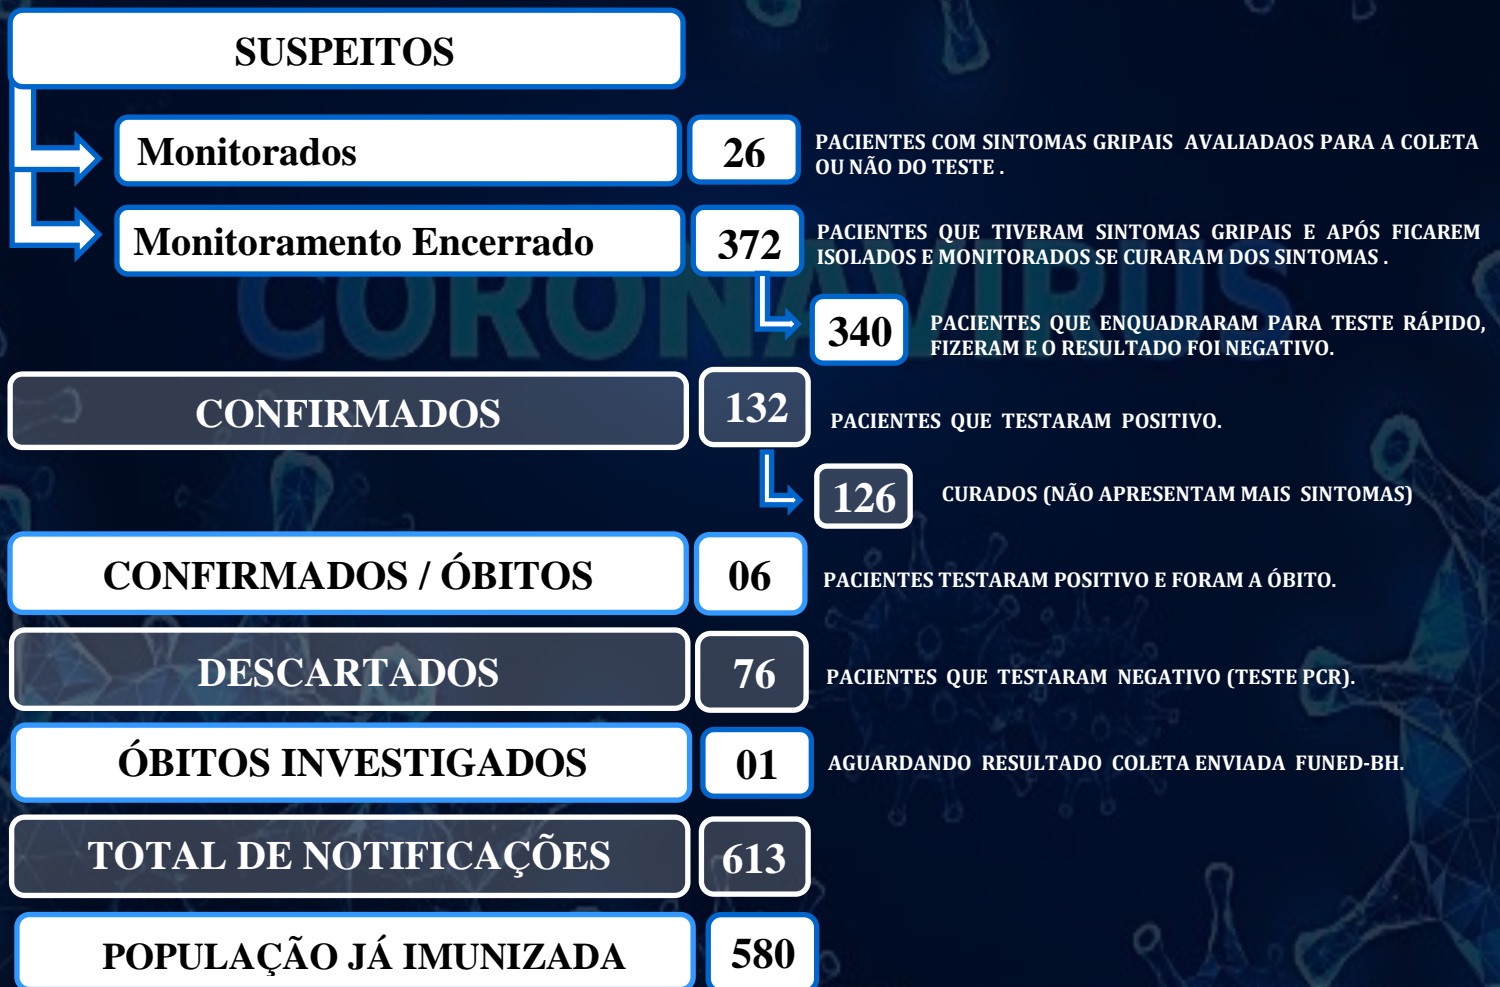 SUSPEITOS
Monitorados
26
PACIENTES COM SINTOMAS GRIPAIS AVALIADAOS PARA A COLETA
OU NÃO DO TESTE .
Monitoramento Encerrado
372
PACIENTES QUE TIVERAM SINTOMAS GRIPAIS E APÓS FICAREM
ISOLADOS E MONITORADOS SE CURARAM DOS SINTOMAS .
CORONAVIRUS
340
PACIENTES QUE ENQUADRARAM PARA TESTE RÁPIDO,
FIZERAM E O RESULTADO FOI NEGATIVO.
CONFIRMADOS
132
PACIENTES QUE TESTARAM POSITIVO.
126
CURADOS (NÃO APRESENTAM MAIS SINTOMAS)
CONFIRMADOS / ÓBITOS
06
PACIENTES TESTARAM POSITIVO E FORAM A ÓBITO.
DESCARTADOS
76
PACIENTES QUE TESTARAM NEGATIVO (TESTE PCR).
ÓBITOS INVESTIGADOS
01
AGUARDANDO RESULTADO COLETA ENVIADA FUNED-BH.
TOTAL DE NOTIFICAÇÕES
613
POPULAÇÃO JÁ IMUNIZADA
580